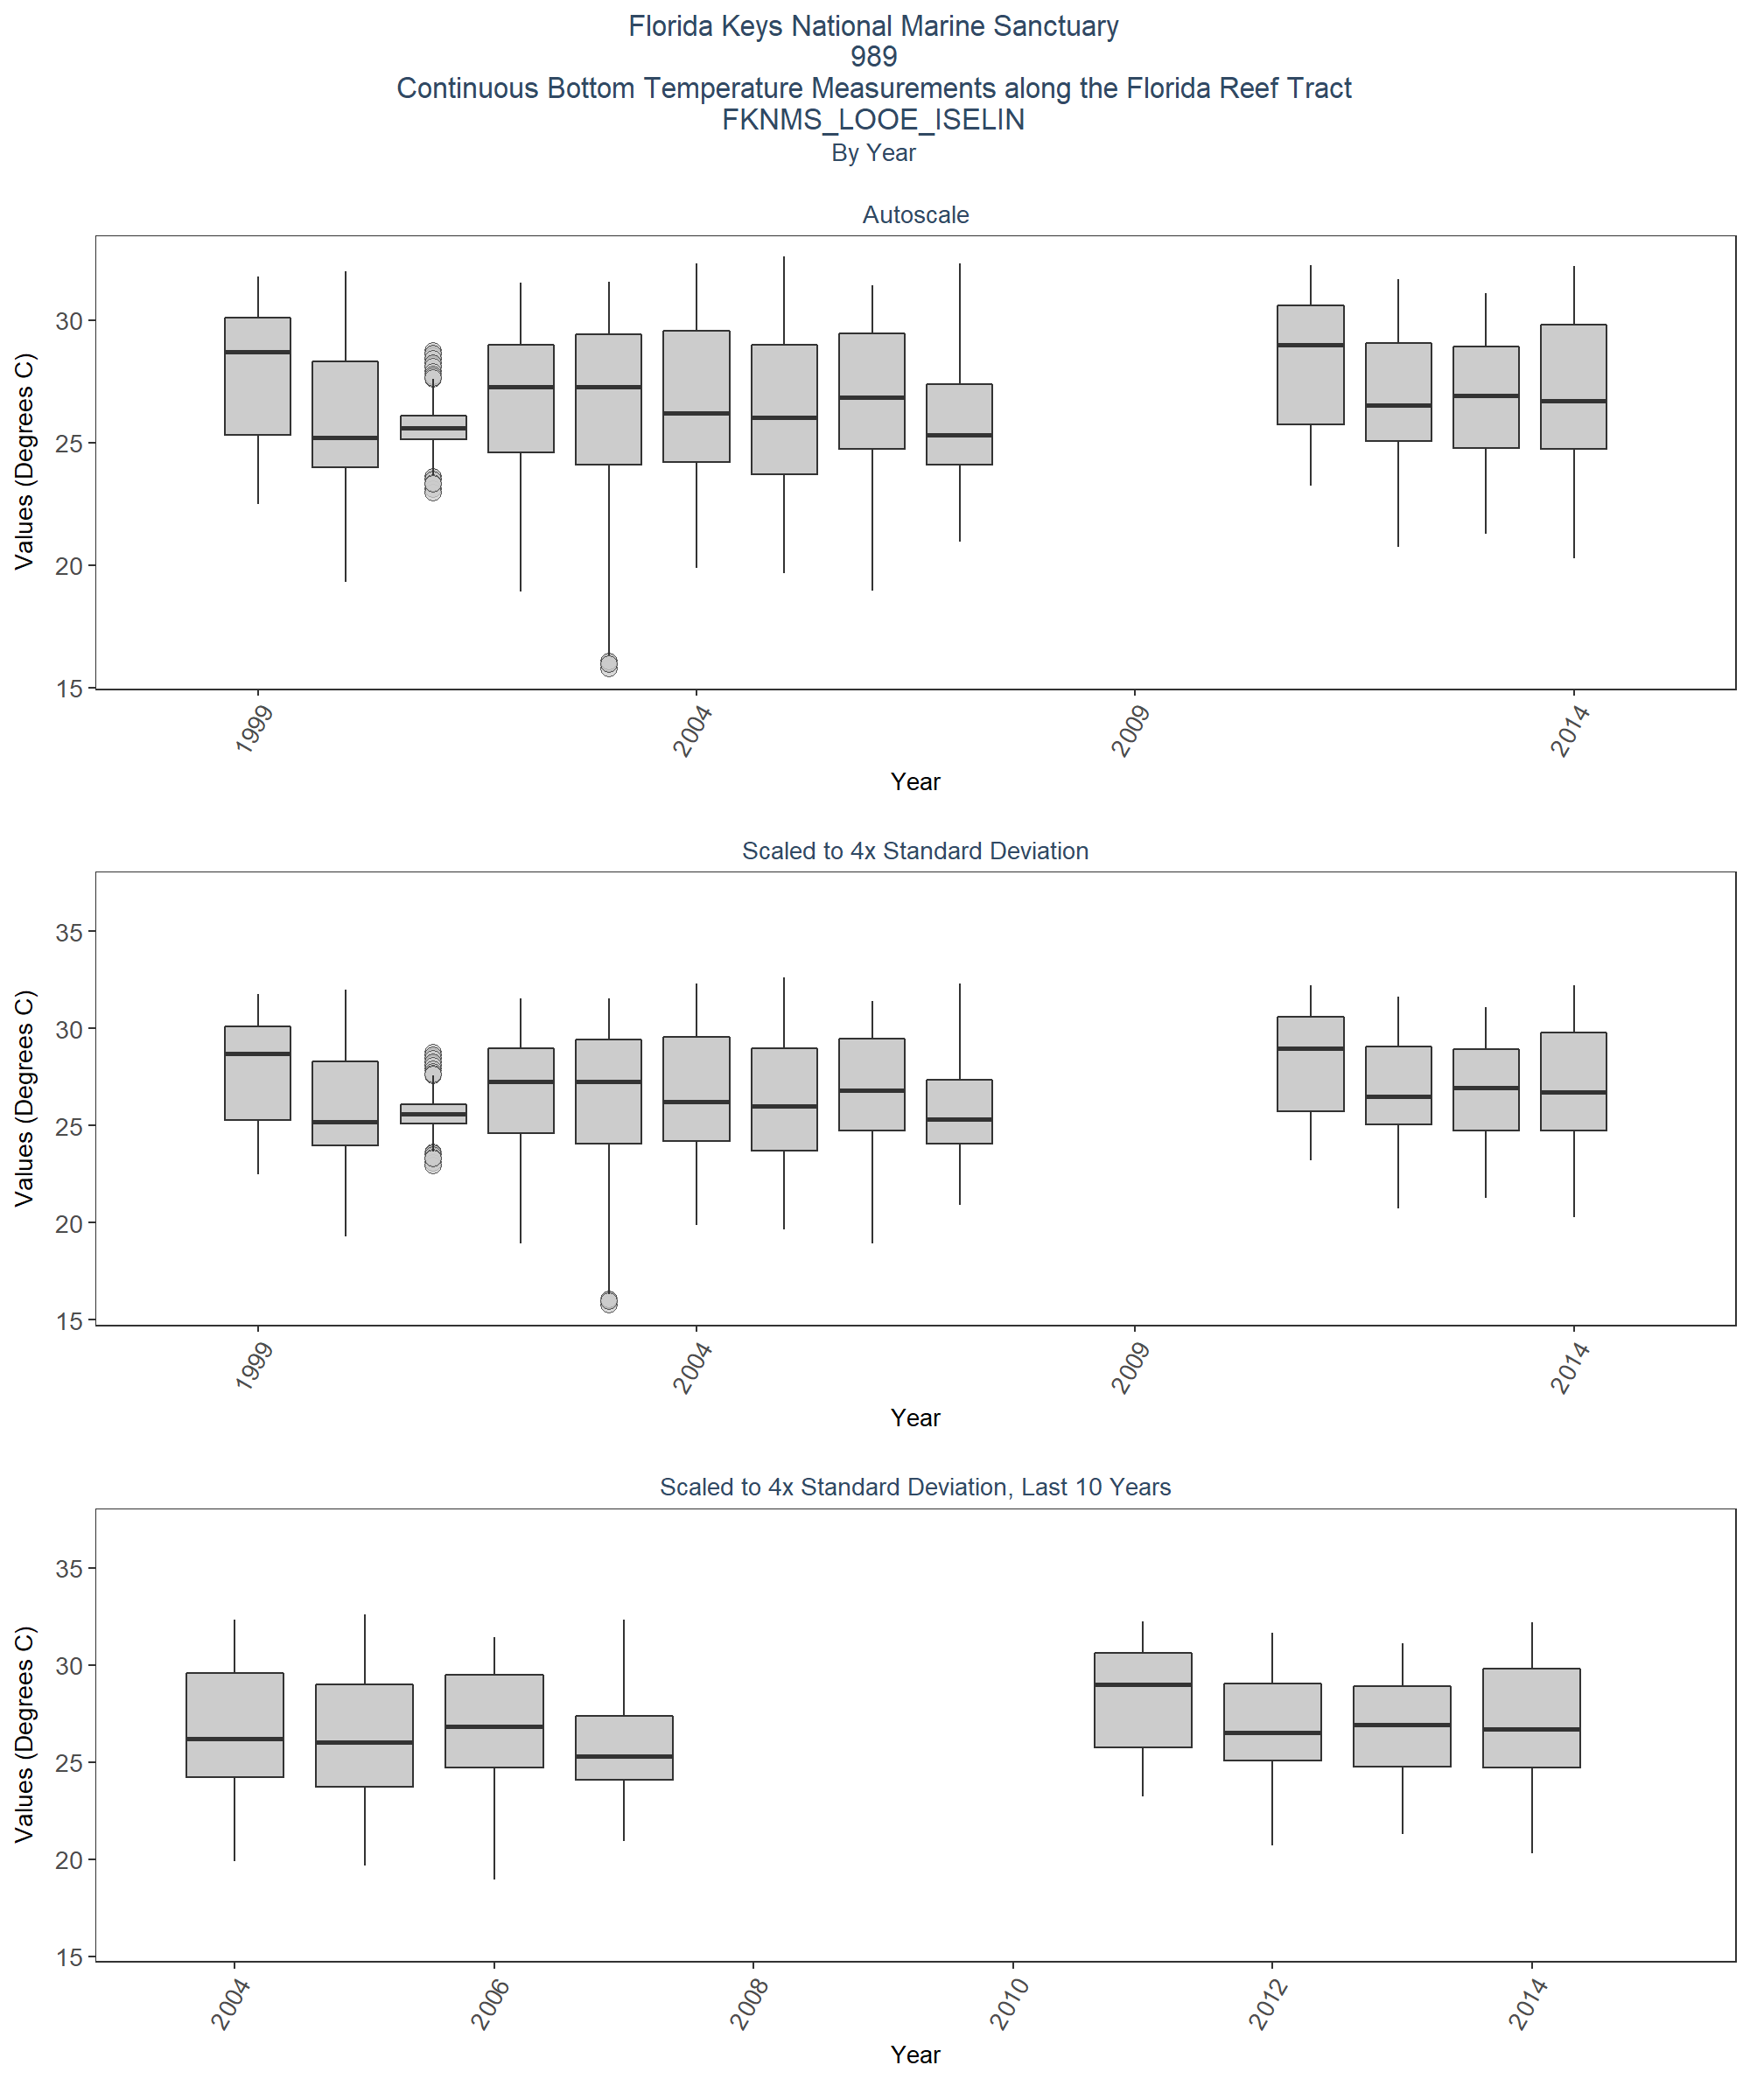 Florida Keys National Marine Sanctuary
989
Continuous Bottom Temperature Measurements along the Florida Reef Tract
FKNMS_LOOE_ISELIN
By Year
Autoscale
Values (Degrees C)
30
25
20
15
1999
2004
2009
2014
Year
Scaled to 4x Standard Deviation
Values (Degrees C)
35
30
25
20
15
1999
2004
2009
2014
Year
Scaled to 4x Standard Deviation, Last 10 Years
Values (Degrees C)
35
30
25
20
15
2004
2006
2008
2010
2012
2014
Year